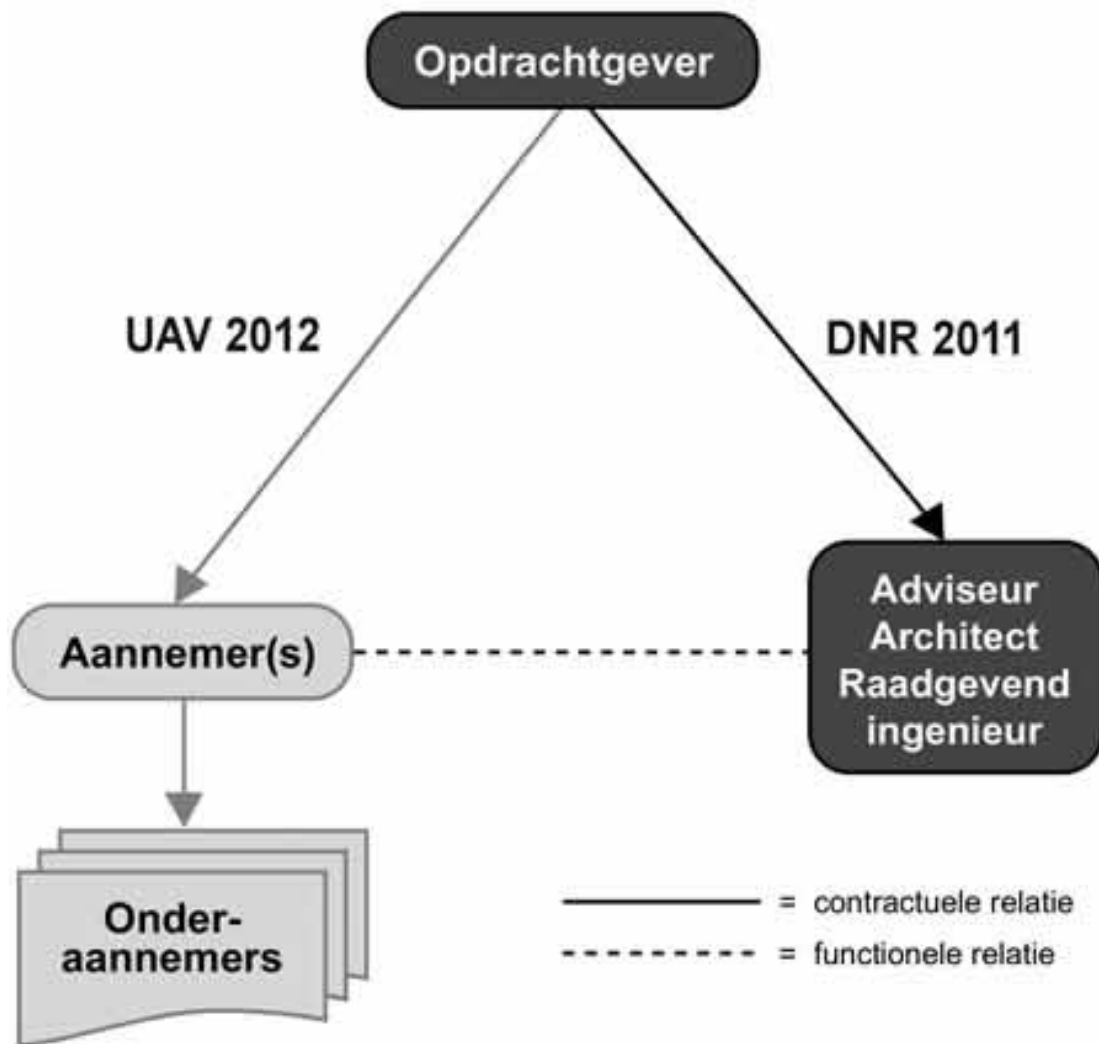 Opdrachtgever
UAV 2012
DNR 2011
Aannemer(s)
Adviseur
Architect
Raadgevend
ingenieur
Onder-
aannemers
= contractuele relatie
= functionele relatie